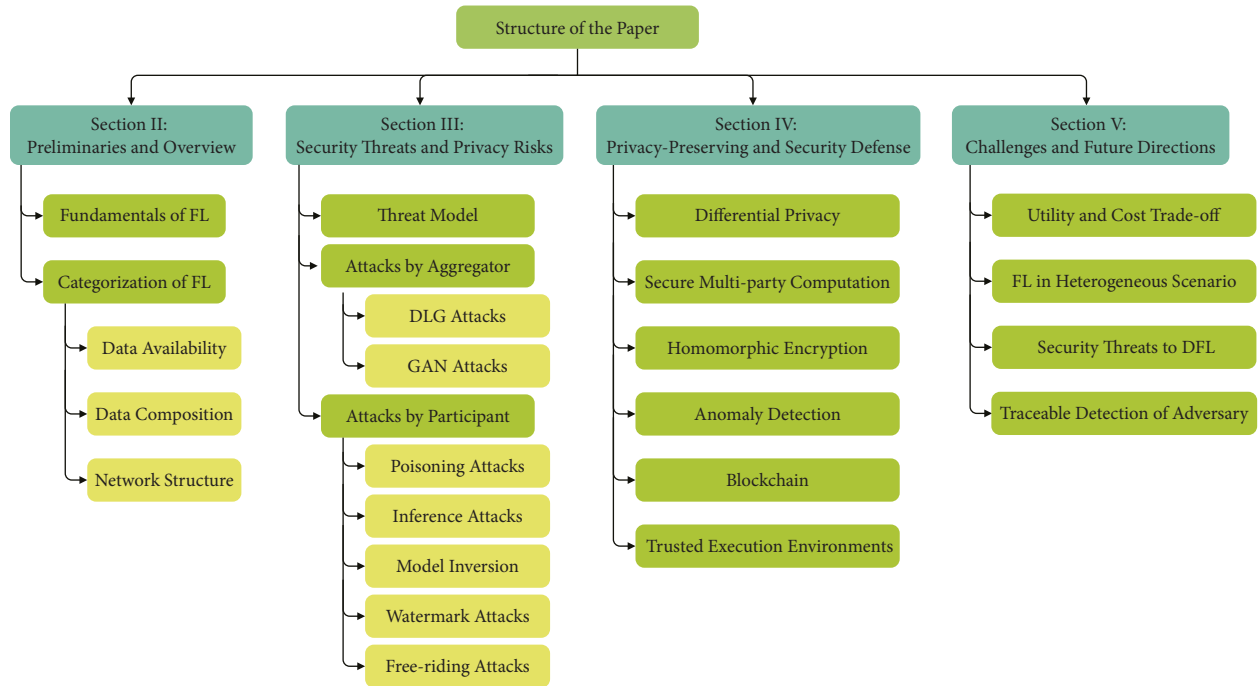 Structure of the Paper
Section II:
Preliminaries and Overview
Fundamentals of FL
Categorization of FL
Data Availability
Data Composition
Network Structure
Section III:
Security Threats and Privacy Risks
Threat Model
Attacks by Aggregator
DLG Attacks
GAN Attacks
Attacks by Participant
Poisoning Attacks
Inference Attacks
Model Inversion
Watermark Attacks
Free-riding Attacks
Section IV:
Privacy-Preserving and Security Defense
Differential Privacy
Secure Multi-party Computation
Homomorphic Encryption
Anomaly Detection
Blockchain
Trusted Execution Environments
Section V:
Challenges and Future Directions
Utility and Cost Trade-off
FL in Heterogeneous Scenario
Security Threats to DFL
Traceable Detection of Adversary